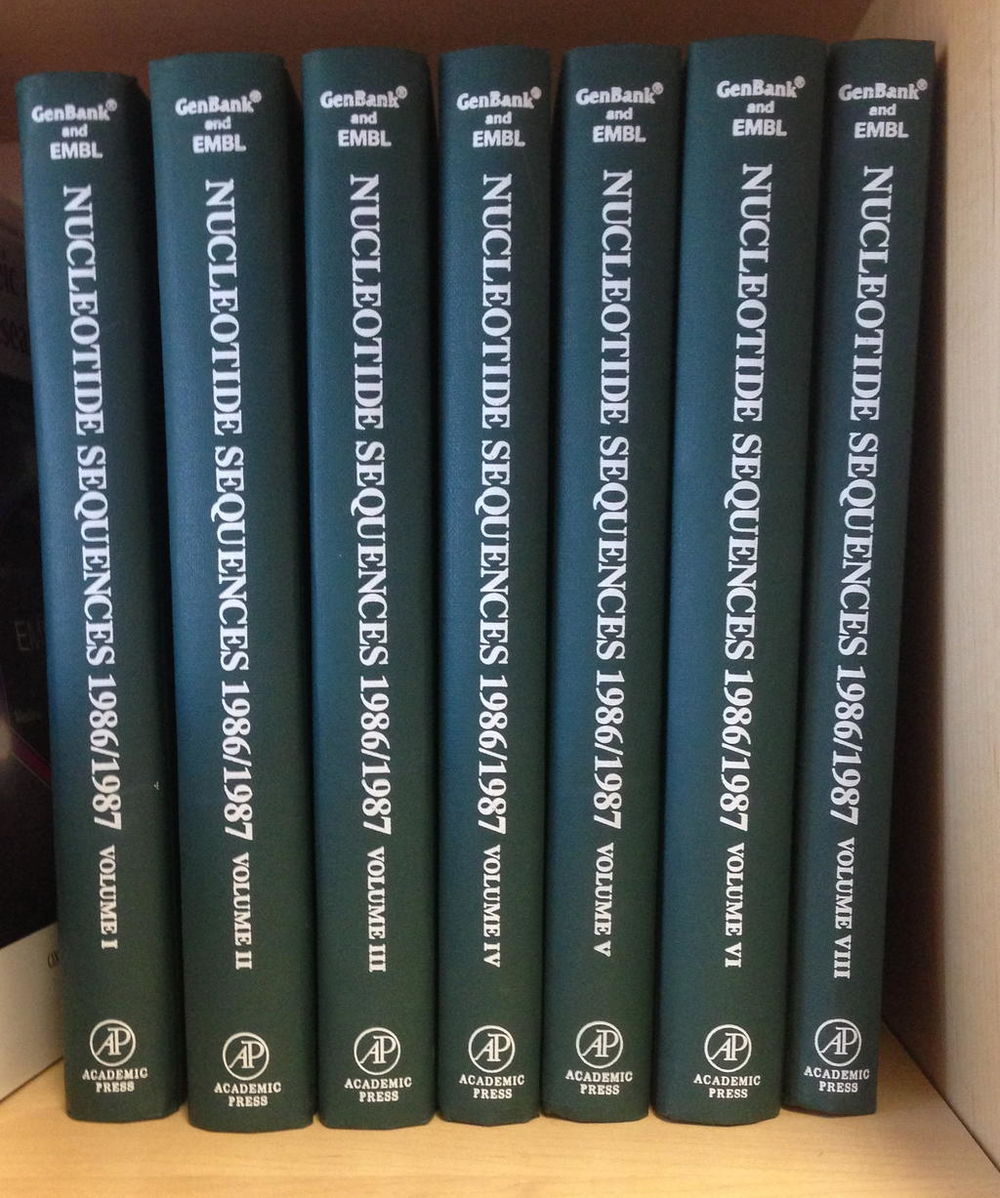 GenBank®
and
EMBL
NUCLEOTIDE SEQUENCES 1986/1987 VOLUME I
AP
ACADEMIC
PRESS
GenBank®
and
EMBL
NUCLEOTIDE SEQUENCES 1986/1987 VOLUME II
AP
ACADEMIC
PRESS
GenBank®
and
EMBL
NUCLEOTIDE SEQUENCES 1986/1987 VOLUME III
AP
ACADEMIC
PRESS
GenBank®
and
EMBL
NUCLEOTIDE SEQUENCES 1986/1987 VOLUME IV
AP
ACADEMIC
PRESS
GenBank®
and
EMBL
NUCLEOTIDE SEQUENCES 1986/1987 VOLUME V
AP
ACADEMIC
PRESS
GenBank®
and
EMBL
NUCLEOTIDE SEQUENCES 1986/1987 VOLUME VI
AP
ACADEMIC
PRESS
GenBank®
and
EMBL
NUCLEOTIDE SEQUENCES 1986/1987 VOLUME VIII
AP
ACADEMIC
PRESS